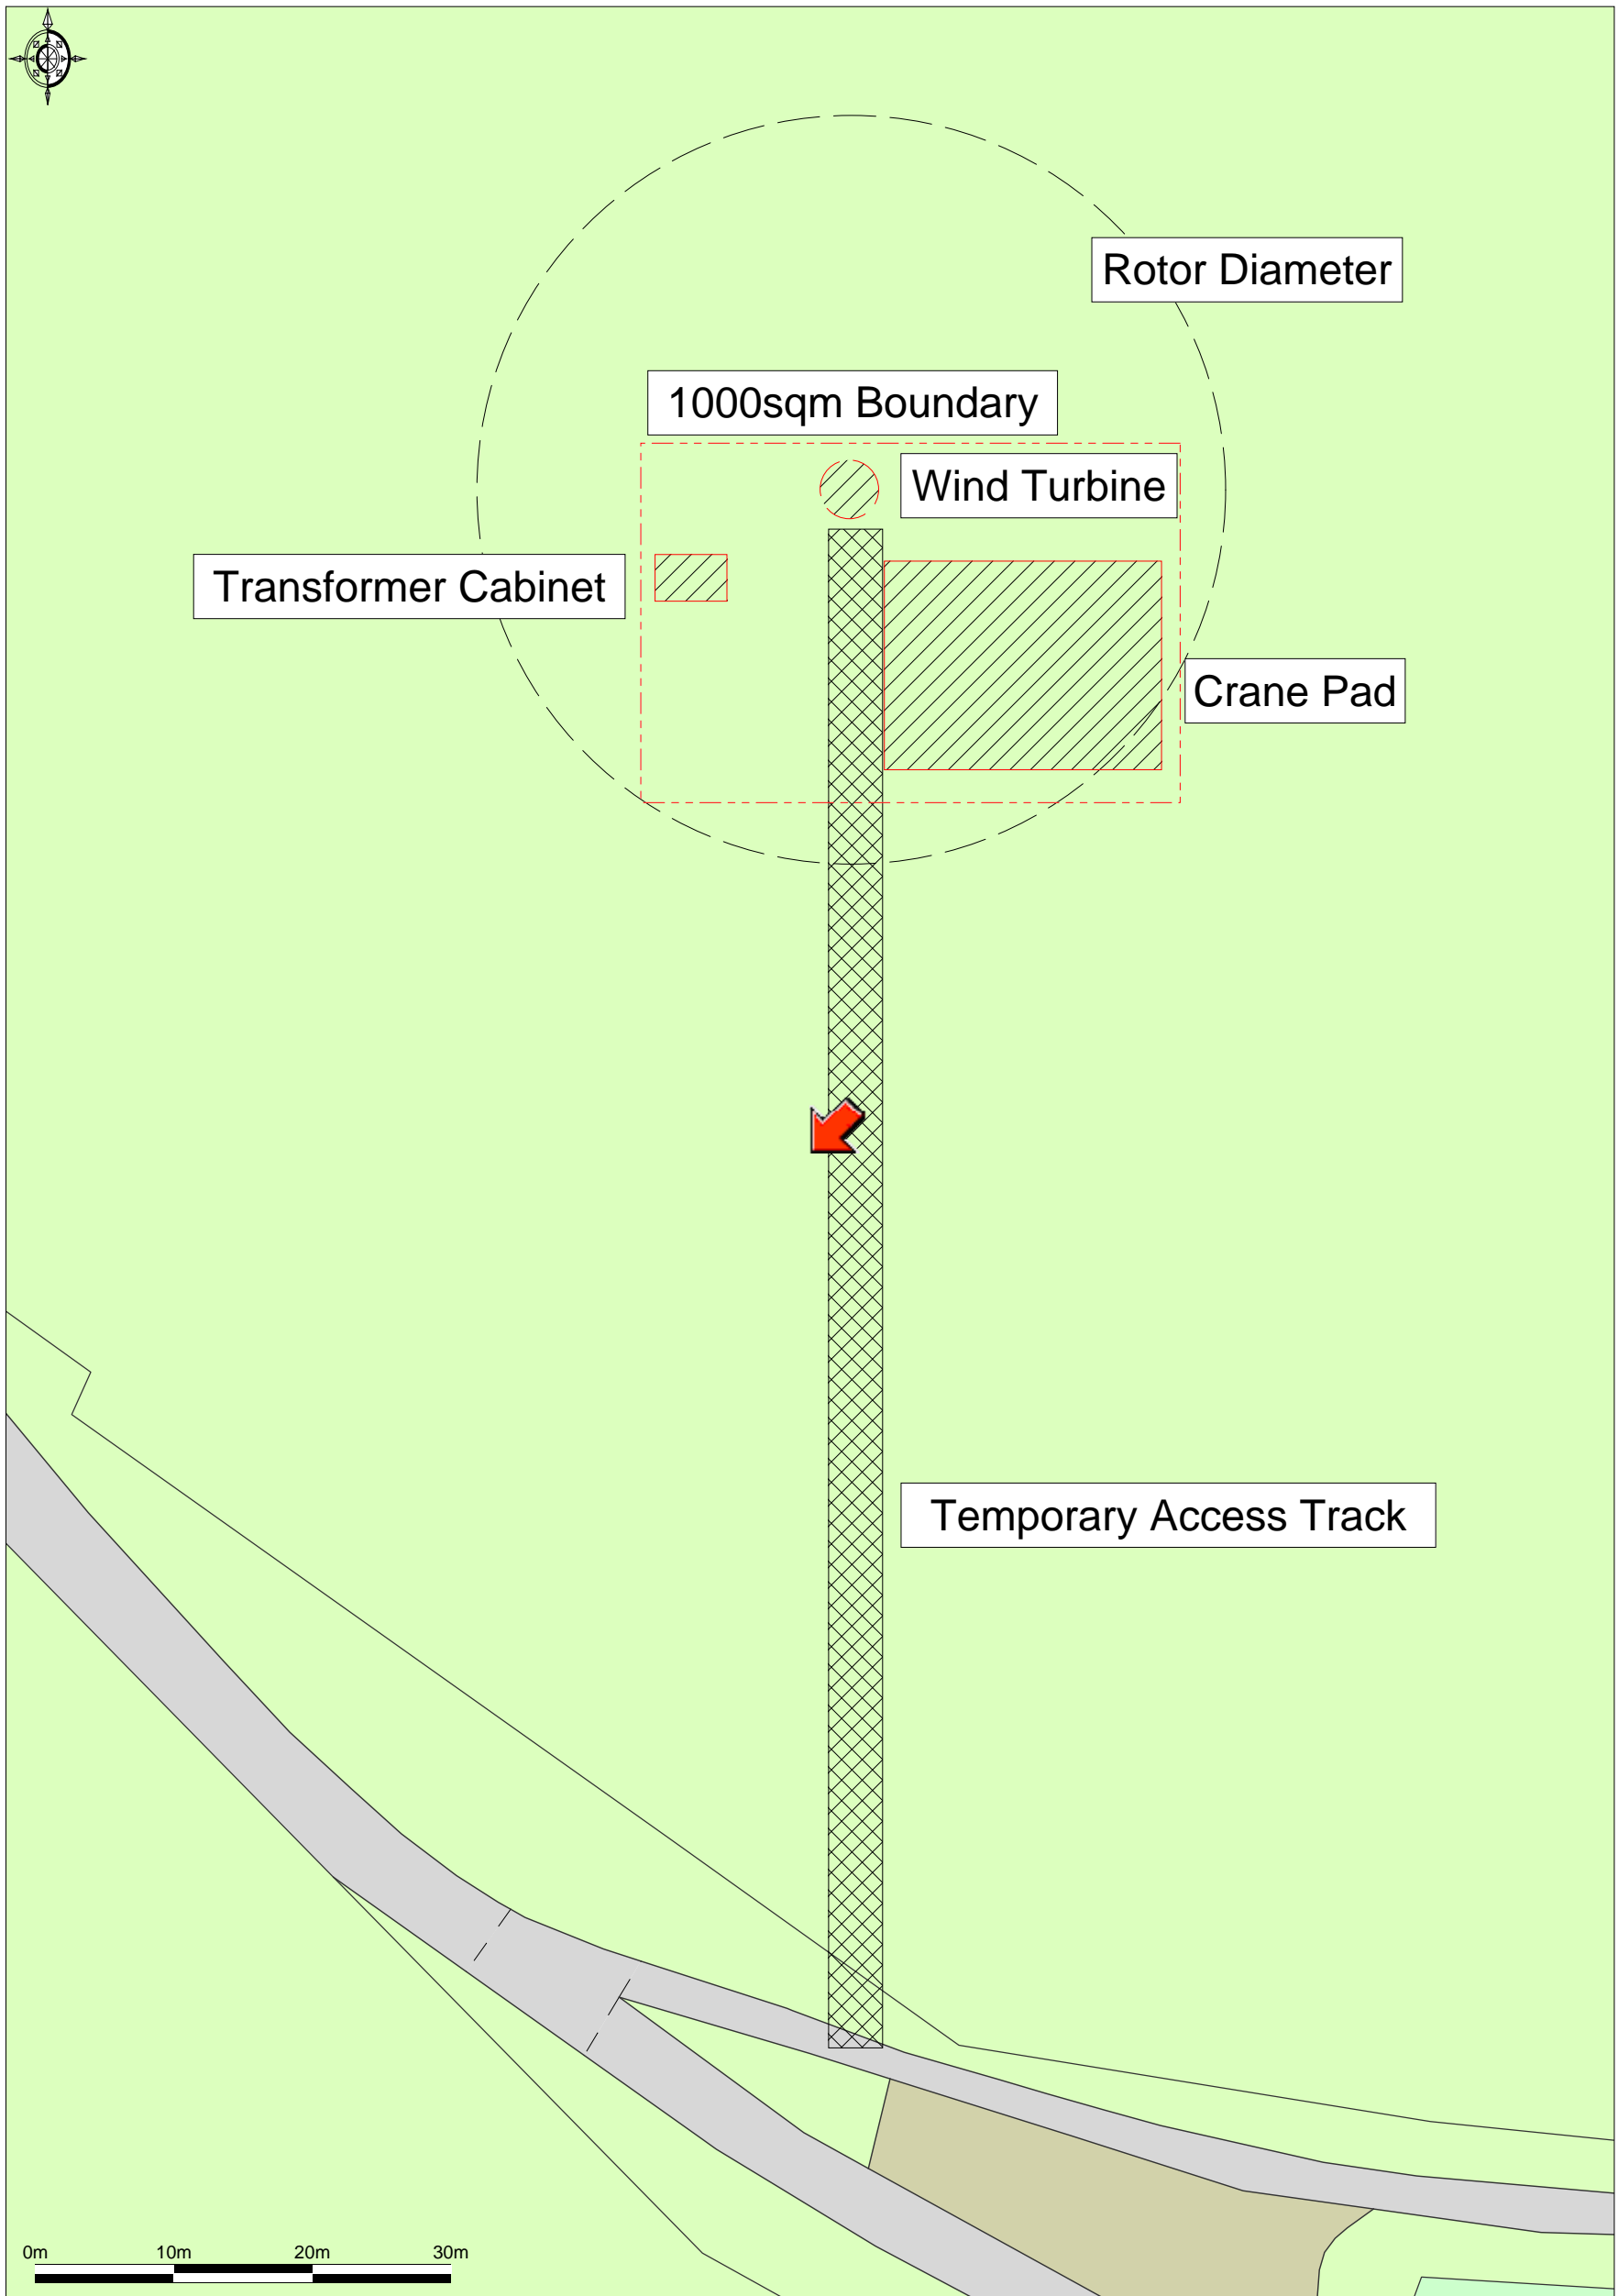 Rotor Diameter
1000sqm Boundary
Wind Turbine
Transformer Cabinet
Crane Pad
Temporary Access Track
0m 10m 20m 30m